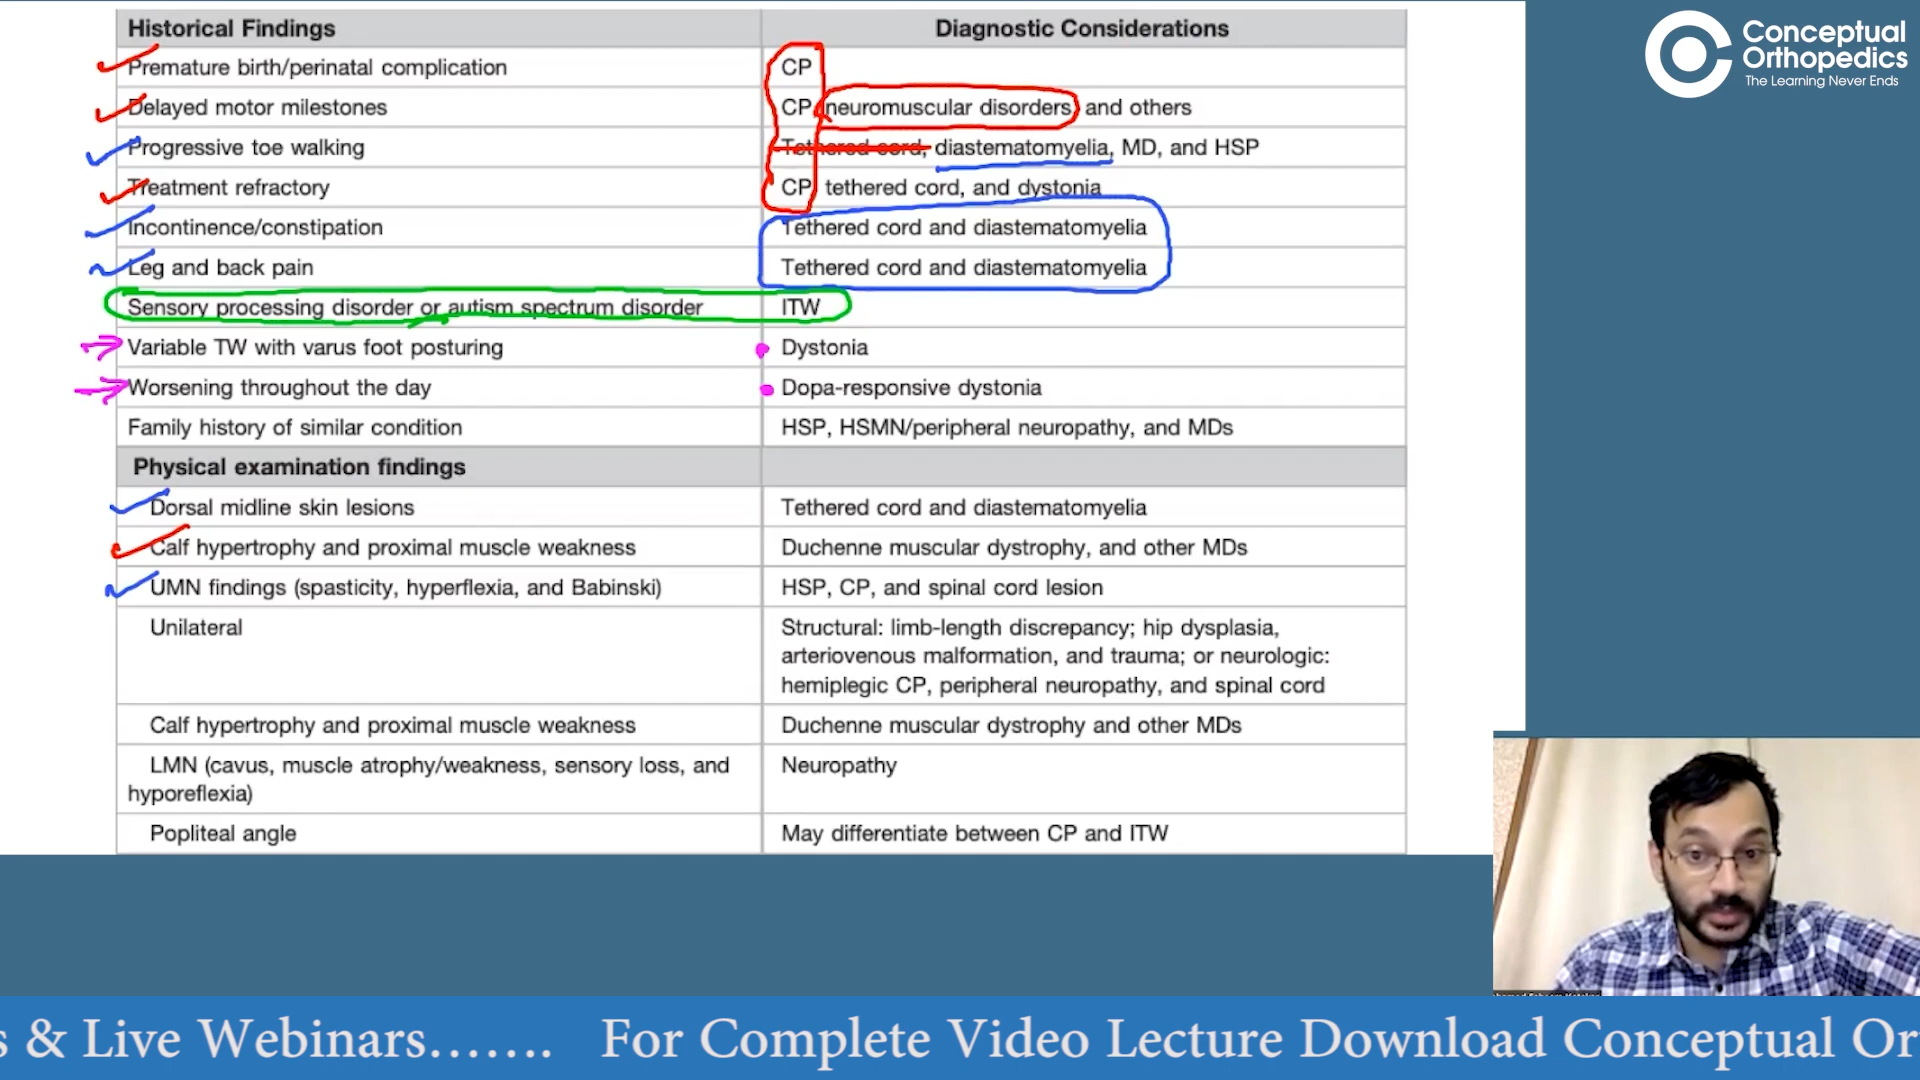 Historical Findings Diagnostic Considerations
Premature birth/perinatal complication CP
Delayed motor milestones CP, neuromuscular disorders, and others
Progressive toe walking Tethered cord, diastematomyelia, MD, and HSP
Treatment refractory CP, tethered cord, and dystonia
Incontinence/constipation Tethered cord and diastematomyelia
Leg and back pain Tethered cord and diastematomyelia
Sensory processing disorder or autism spectrum disorder ITW
Variable TW with varus foot posturing Dystonia
Worsening throughout the day Dopa-responsive dystonia
Family history of similar condition HSP, HSMN/peripheral neuropathy, and MDs
Physical examination findings
Dorsal midline skin lesions Tethered cord and diastematomyelia
Calf hypertrophy and proximal muscle weakness Duchenne muscular dystrophy, and other MDs
UMN findings (spasticity, hyperflexia, and Babinski) HSP, CP, and spinal cord lesion
Unilateral Structural: limb-length discrepancy; hip dysplasia,
arteriovenous malformation, and trauma; or neurologic:
hemiplegic CP, peripheral neuropathy, and spinal cord
Calf hypertrophy and proximal muscle weakness Duchenne muscular dystrophy and other MDs
LMN (cavus, muscle atrophy/weakness, sensory loss, and Neuropathy
hyporeflexia)
Popliteal angle May differentiate between CP and ITW
Conceptual
Orthopedics
The Learning Never Ends
s & Live Webinars....... For Complete Video Lecture Download Conceptual Or